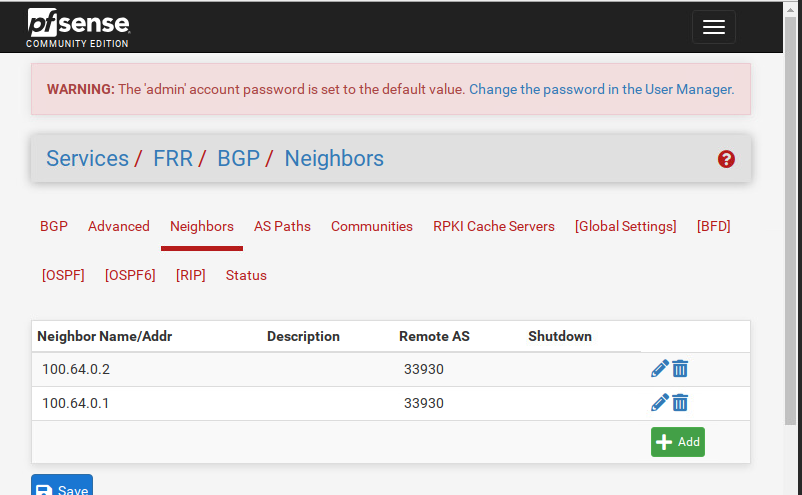 pfsense
COMMUNITY EDITION
WARNING: The 'admin' account password is set to the default value. Change the password in the User Manager.
Services / FRR / BGP / Neighbors
BGP Advanced Neighbors AS Paths Communities RPKI Cache Servers [Global Settings] [BFD]
[OSPF] [OSPF6] [RIP] Status
Neighbor Name/Addr Description Remote AS Shutdown
100.64.0.2 33930
100.64.0.1 33930
Add
Save